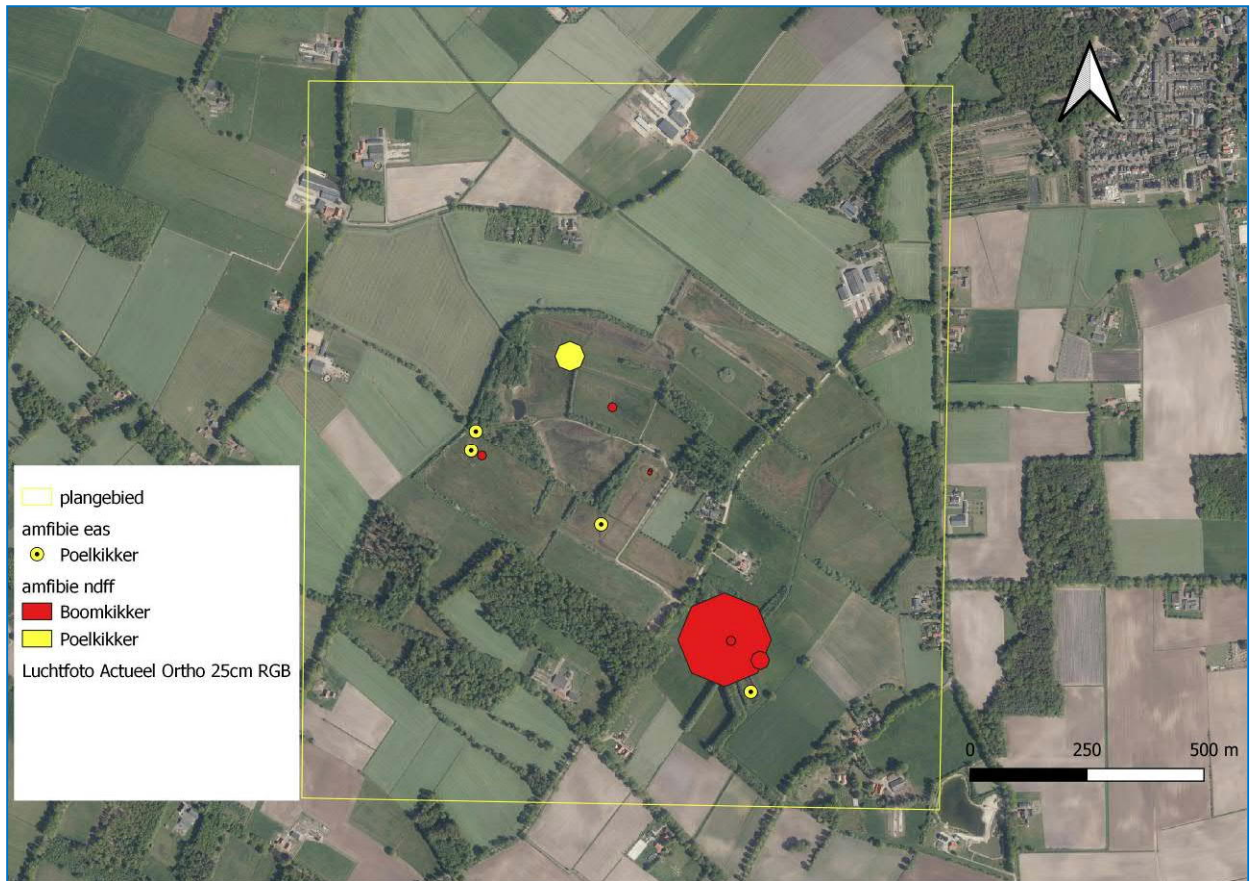 plangebied
amfibie eas
Poelkikker
amfibie ndff
Boomkikker
Poelkikker
Luchtfoto Actueel Ortho 25cm RGB
0 250 500 m